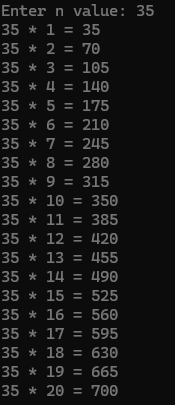 Enter n value: 35
35 * 1 = 35
35 * 2 = 70
35 * 3 = 105
35 * 4 = 140
35 * 5 = 175
35 * 6 = 210
35 * 7 = 245
35 * 8 = 280
35 * 9 = 315
35 * 10 = 350
35 * 11 = 385
35 * 12 = 420
35 * 13 = 455
35 * 14 = 490
35 * 15 = 525
35 * 16 = 560
35 * 17 = 595
35 * 18 = 630
35 * 19 = 665
35 * 20 = 700